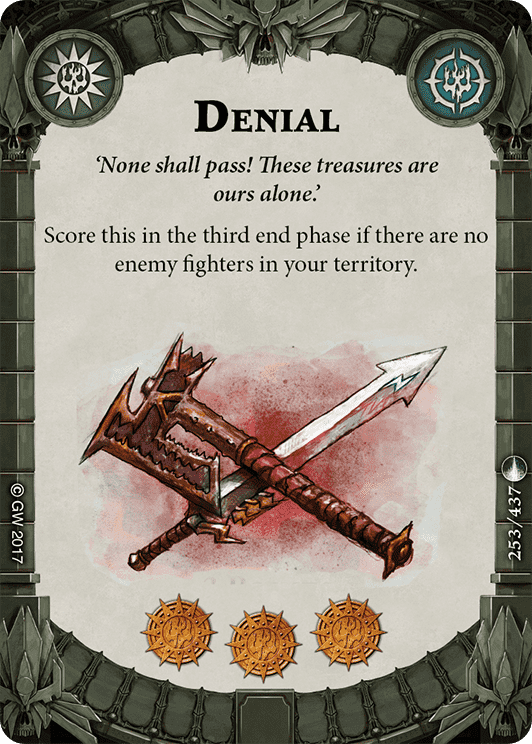 DENIAL
‘None shall pass! These treasures are
ours alone.’
Score this in the third end phase if there are no
enemy fighters in your territory.
© GW 2017
253/437